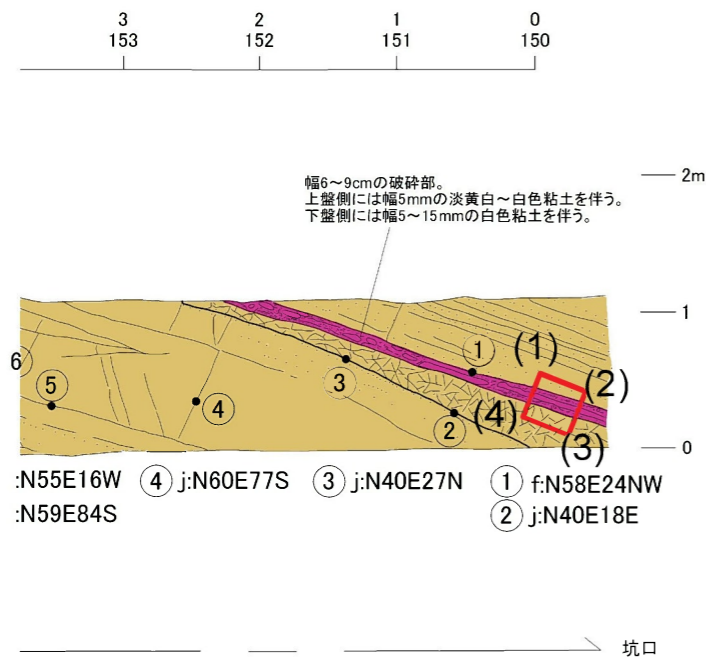 3 2 1 0
153 152 151 150
2m
幅6～9cmの破砕部。
上盤側には幅5mmの淡黄白～白色粘土を伴う。
下盤側には幅5～15mmの白色粘土を伴う。
1
① (1)
6 (2)
⑤ ④ ③ ② (4)
(3) 0
:N55E16W ④ j:N60E77S ③ j:N40E27N ① f:N58E24NW
:N59E84S ② j:N40E18E
坑口